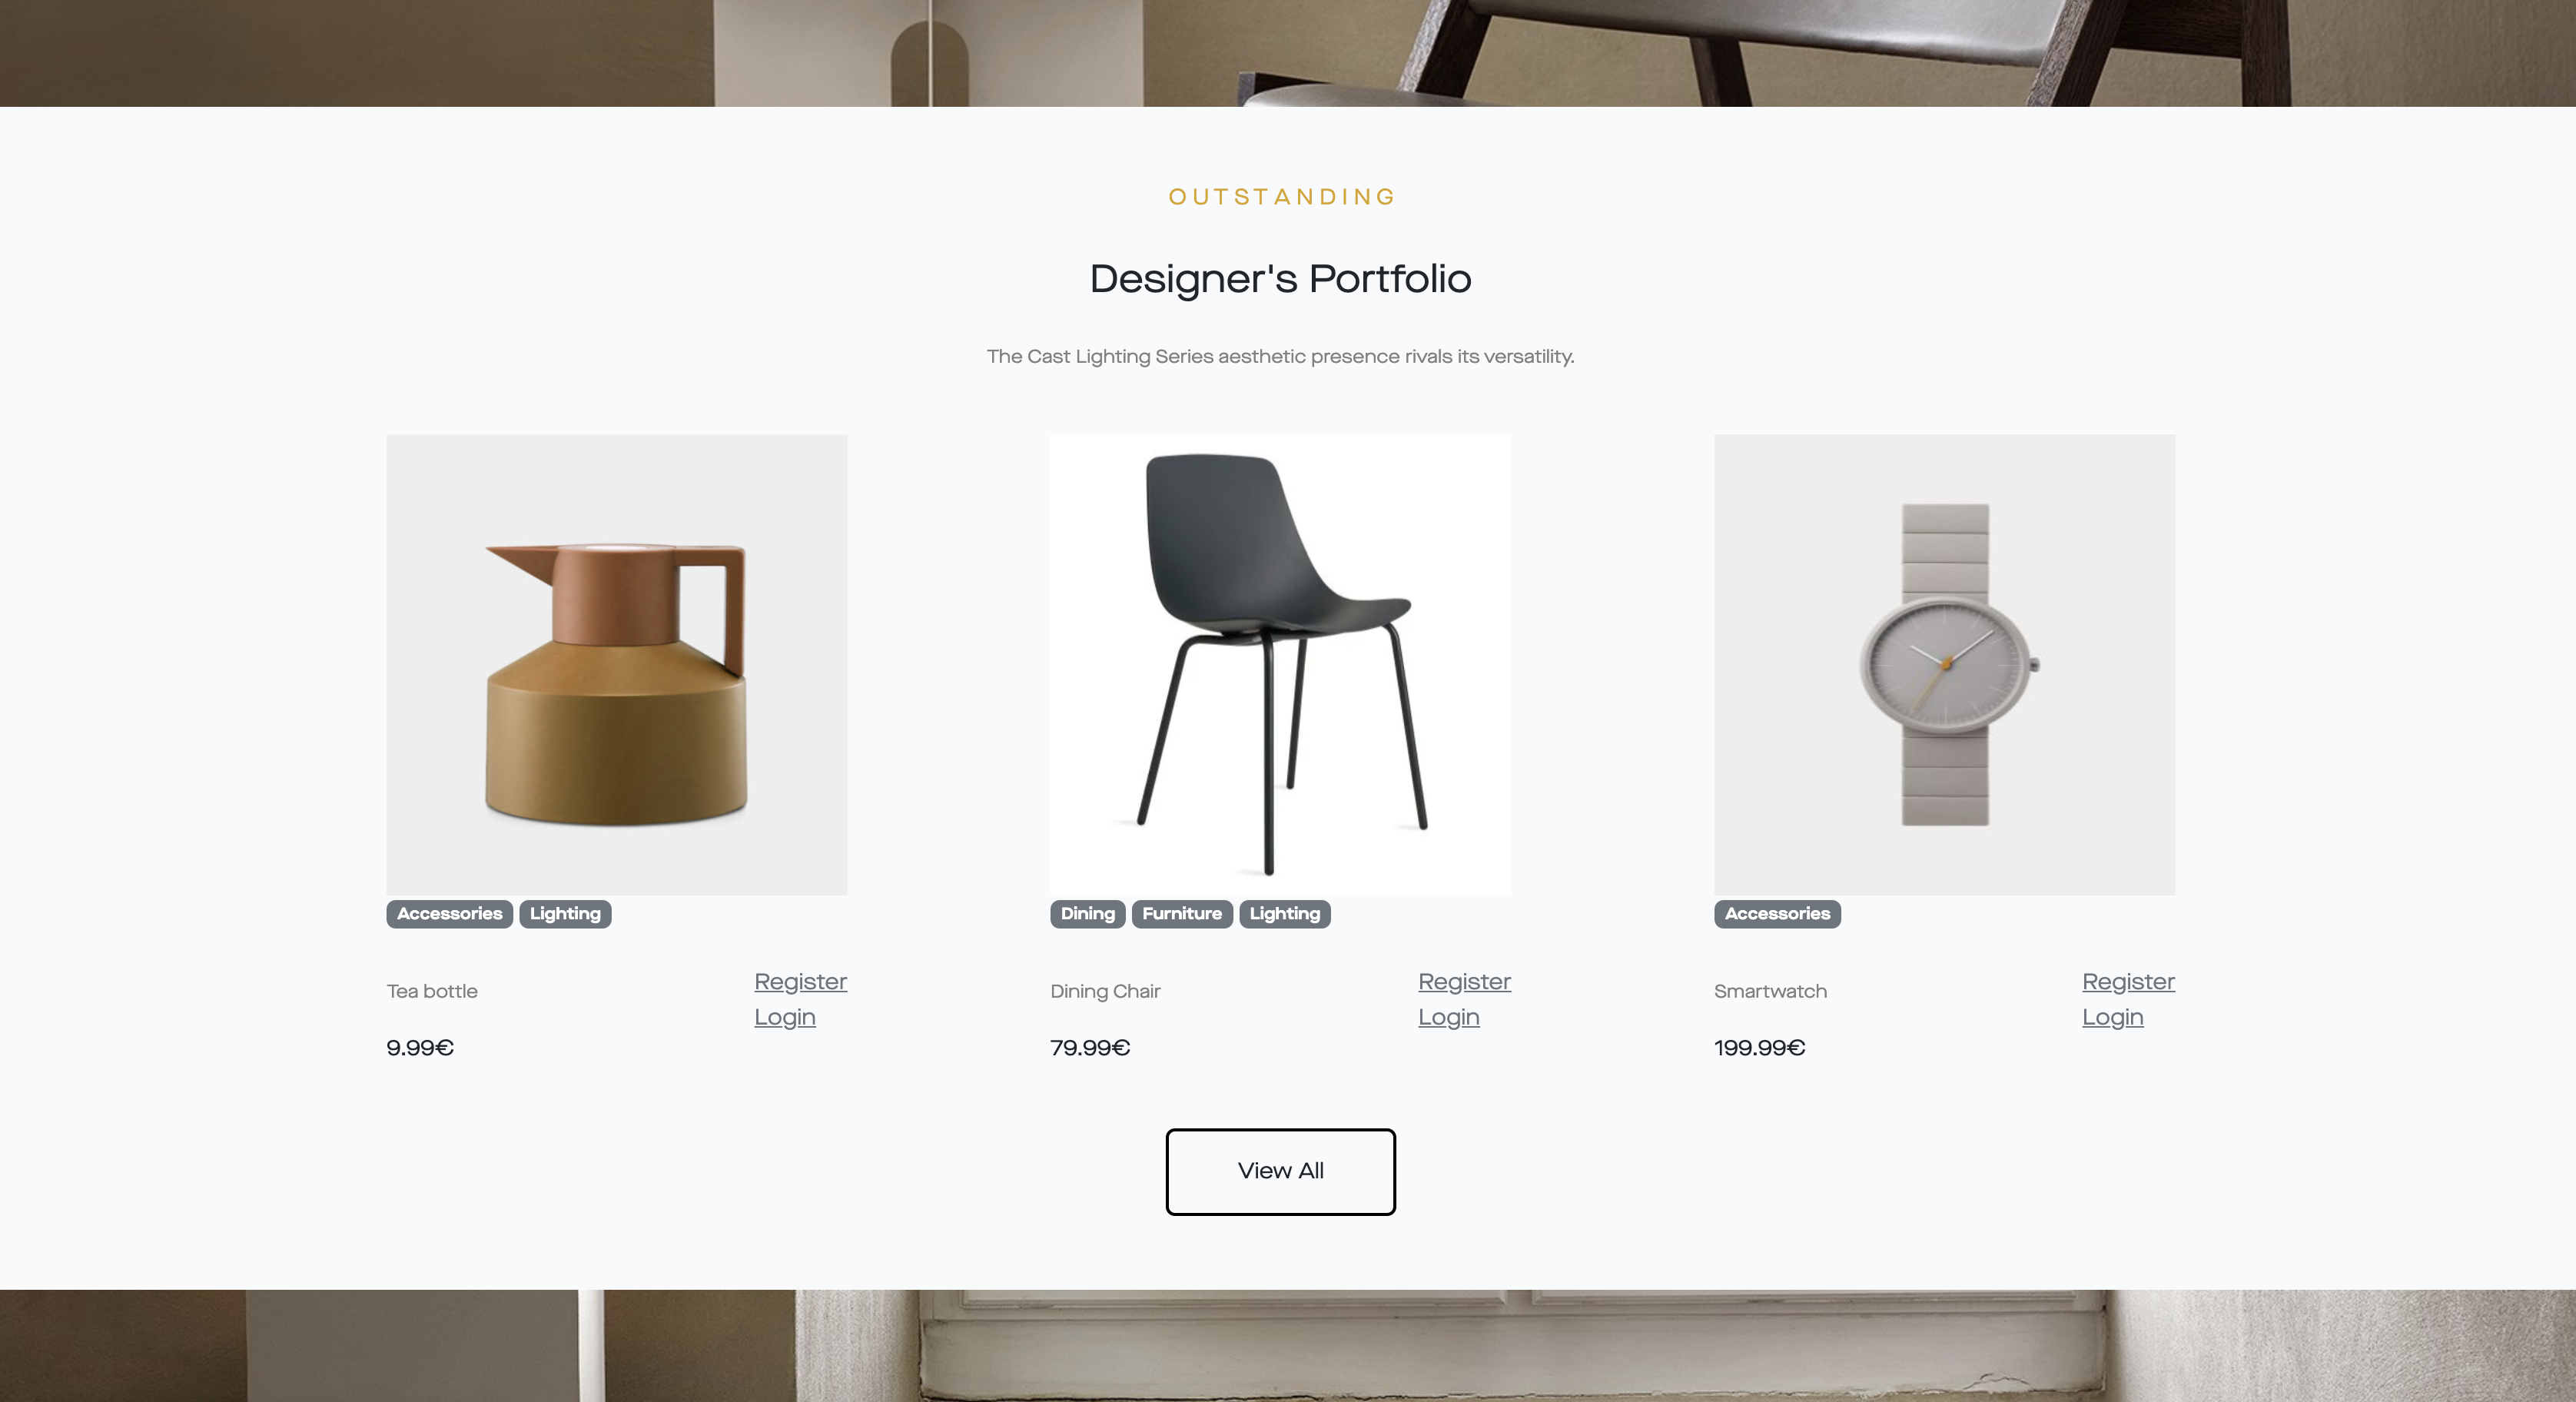 OUTSTANDING
Designer's Portfolio
The Cast Lighting Series aesthetic presence rivals its versatility.
Accessories Lighting
Tea bottle
9.99€
Register
Login
Dining Furniture Lighting
Dining Chair
79.99€
Register
Login
Accessories
Smartwatch
199.99€
Register
Login
View All